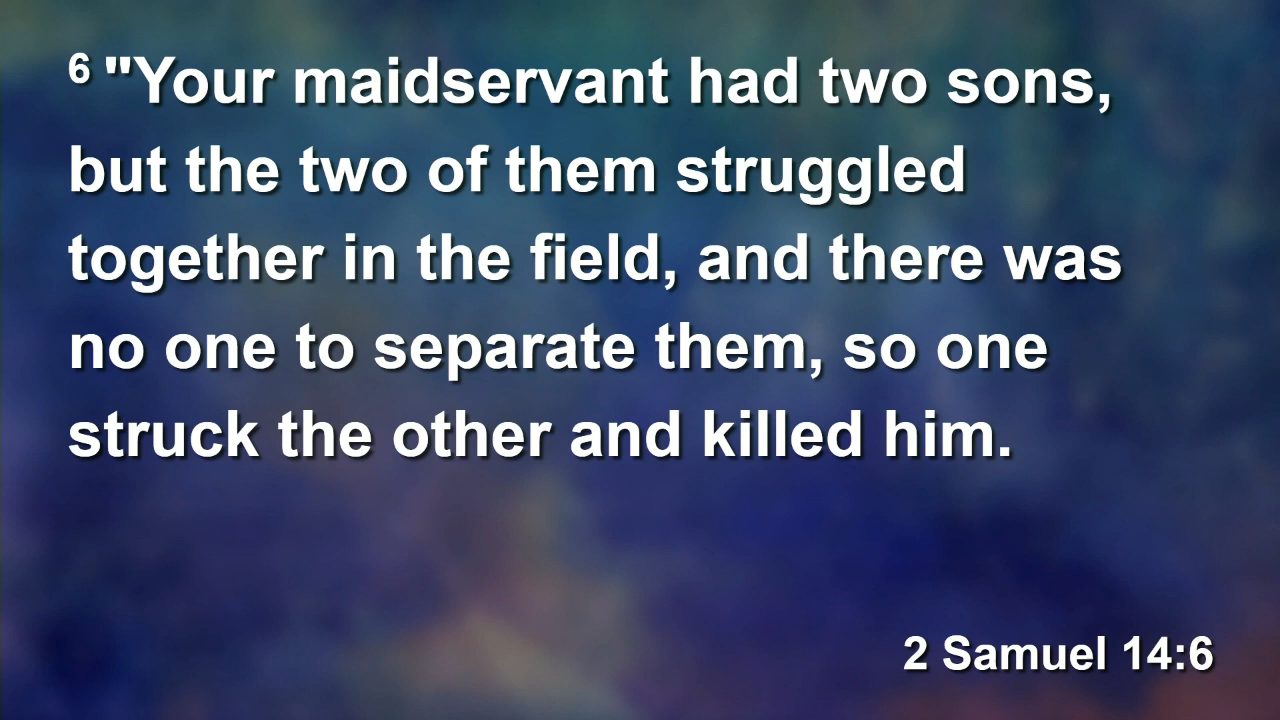 6 "Your maidservant had two sons,
but the two of them struggled
together in the field, and there was
no one to separate them, so one
struck the other and killed him.
2 Samuel 14:6